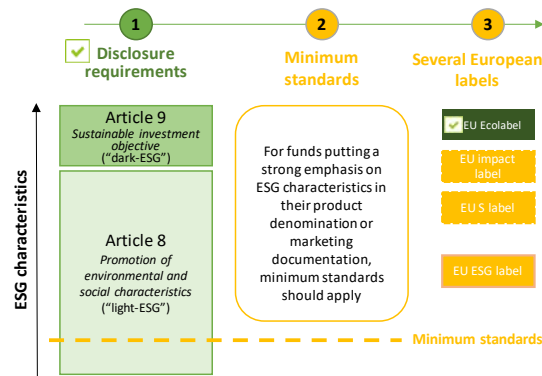 1
2
3
Disclosure
requirements
Minimum
standards
Several European
labels
ESG characteristics
Article 9
Sustainable investment
objective
("dark-ESG")
Article 8
Promotion of
environmental and
social characteristics
("light-ESG")
For funds putting a
strong emphasis on
ESG characteristics in
their product
denomination or
marketing
documentation,
minimum standards
should apply
EU Ecolabel
EU impact
label
EU S label
EU ESG label
Minimum standards